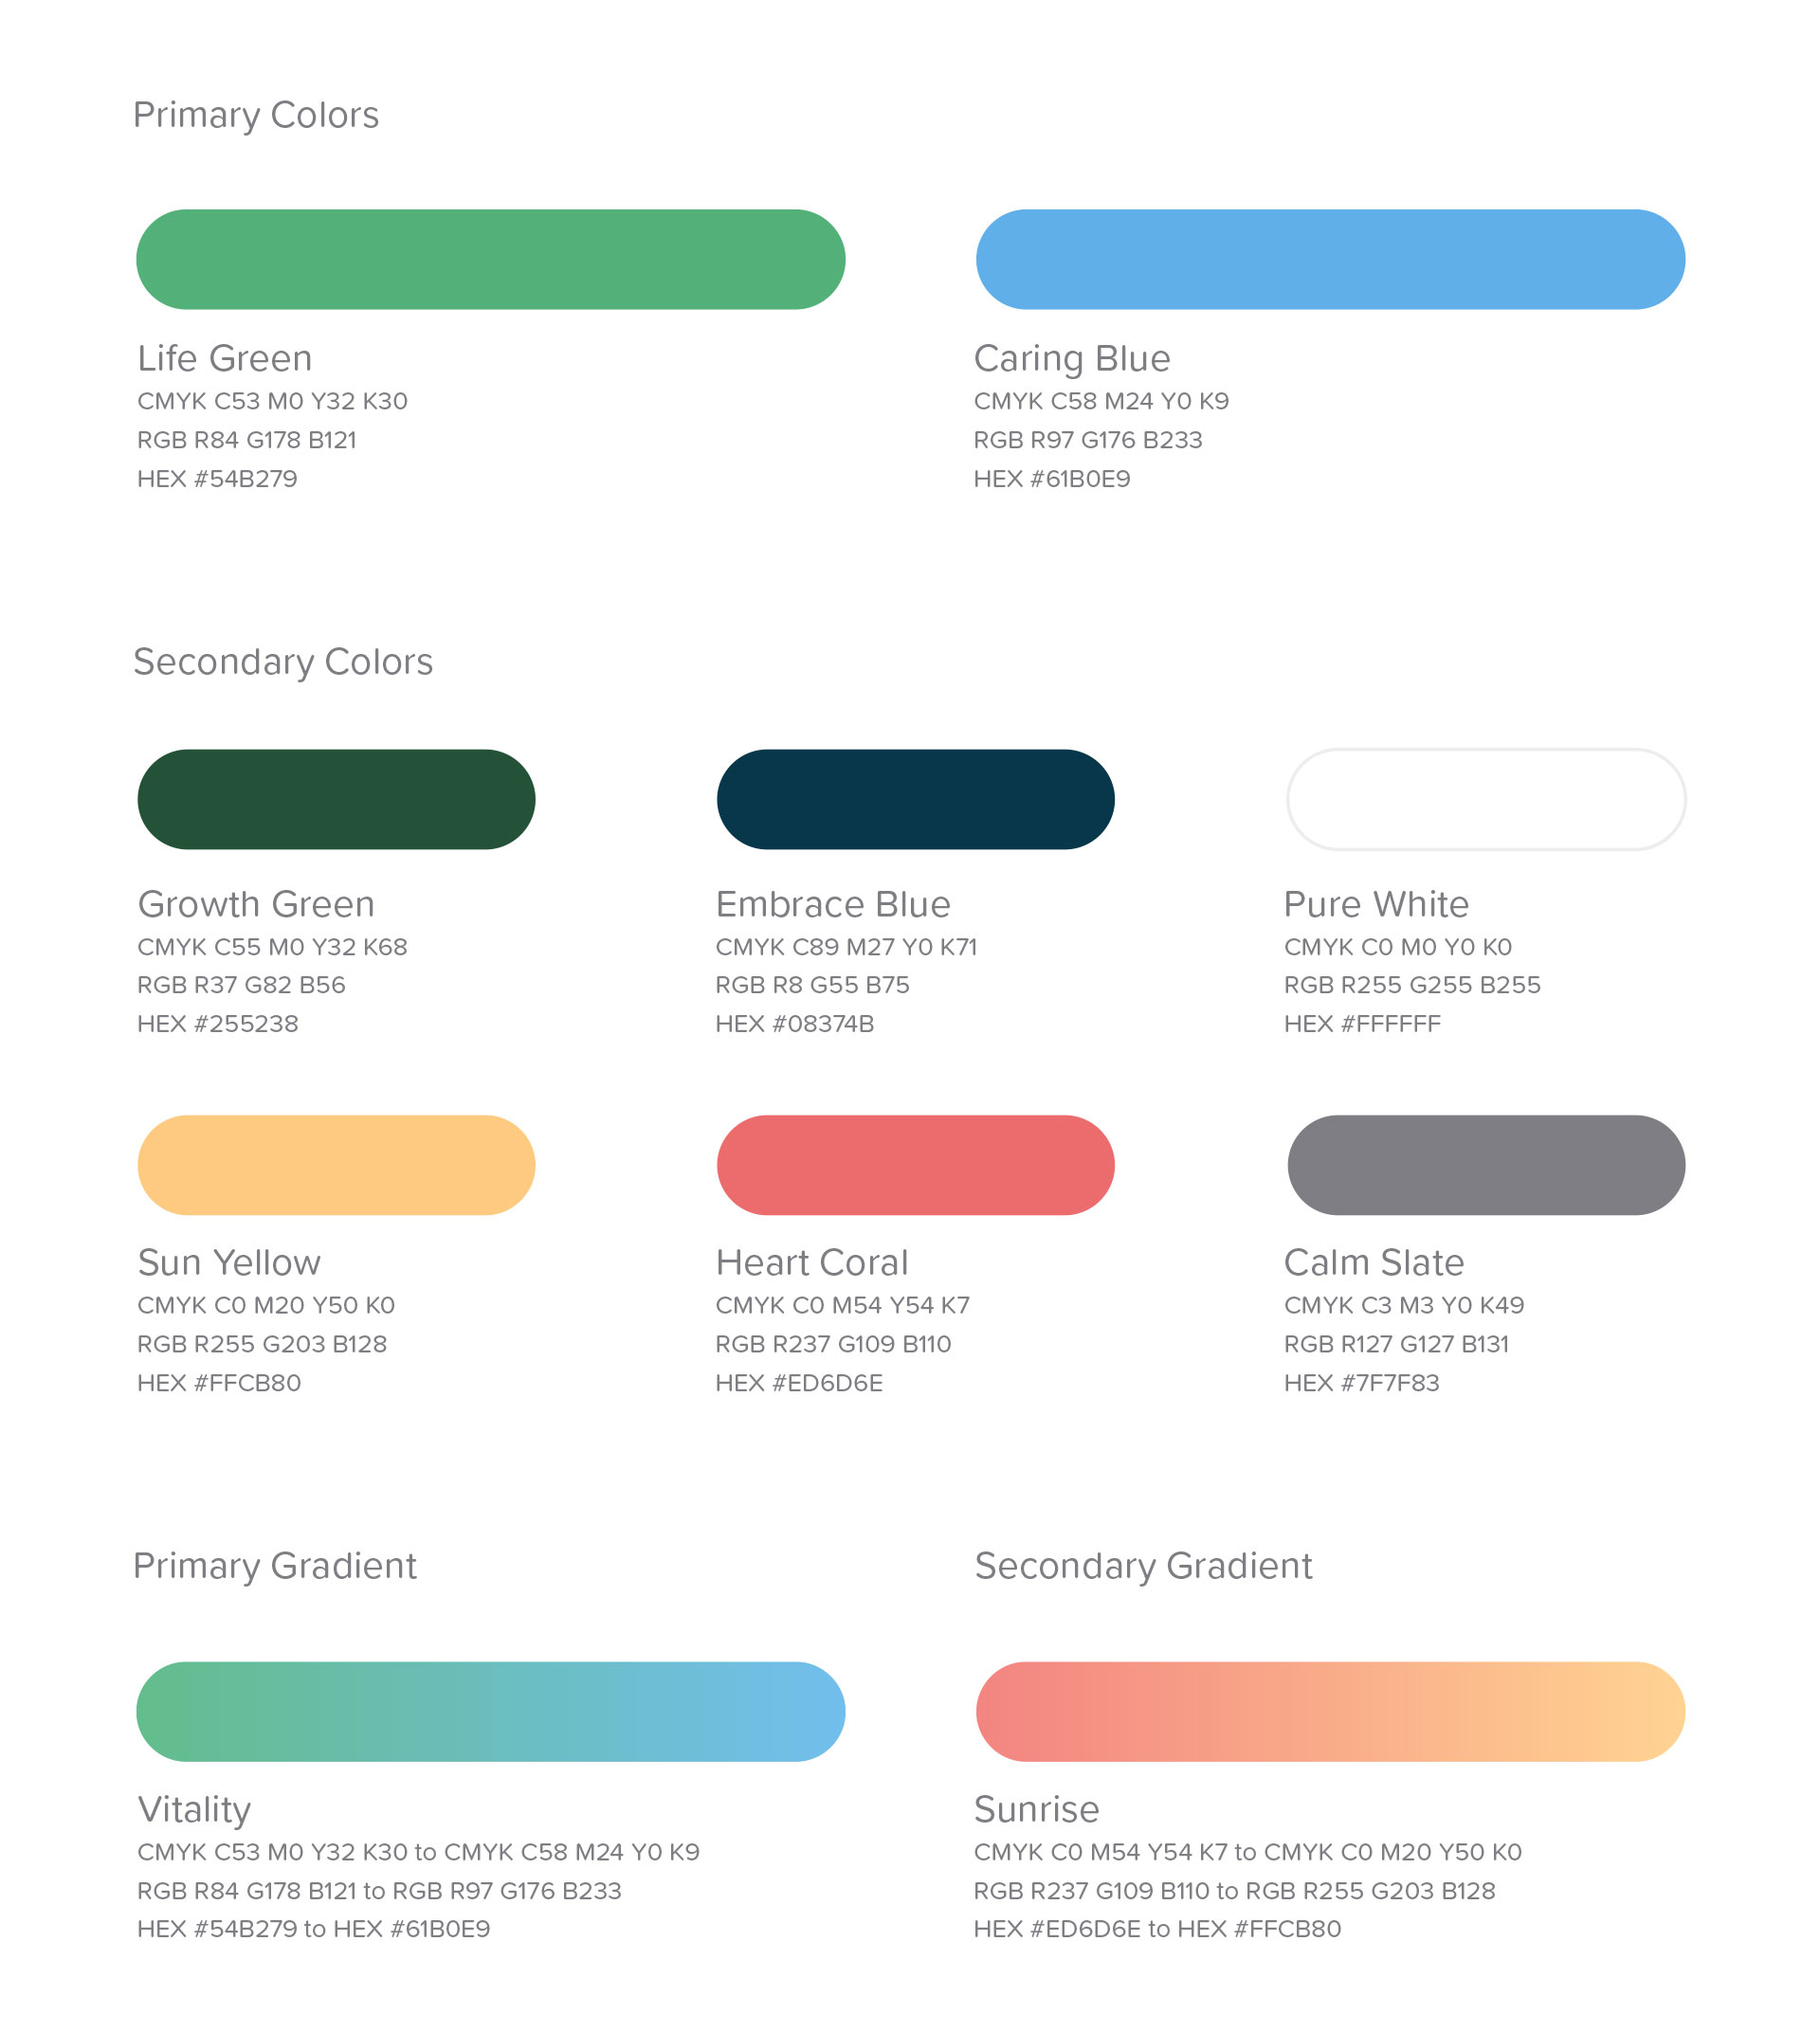 Primary Colors
Life Green
CMYK C53 M0 Y32 K30
RGB R84 G178 B121
HEX #54B279
Caring Blue
CMYK C58 M24 Y0 K9
RGB R97 G176 B233
HEX #61B0E9
Secondary Colors
Growth Green
CMYK C55 M0 Y32 K68
RGB R37 G82 B56
HEX #255238
Embrace Blue
CMYK C89 M27 Y0 K71
RGB R8 G55 B75
HEX #08374B
Pure White
CMYK C0 M0 Y0 K0
RGB R255 G255 B255
HEX #FFFFFF
Sun Yellow
CMYK C0 M20 Y50 K0
RGB R255 G203 B128
HEX #FFCB80
Heart Coral
CMYK C0 M54 Y54 K7
RGB R237 G109 B110
HEX #ED6D6E
Calm Slate
CMYK C3 M3 Y0 K49
RGB R127 G127 B131
HEX #7F7F83
Primary Gradient
Vitality
CMYK C53 M0 Y32 K30 to CMYK C58 M24 Y0 K9
RGB R84 G178 B121 to RGB R97 G176 B233
HEX #54B279 to HEX #61B0E9
Secondary Gradient
Sunrise
CMYK C0 M54 Y54 K7 to CMYK C0 M20 Y50 K0
RGB R237 G109 B110 to RGB R255 G203 B128
HEX #ED6D6E to HEX #FFCB80